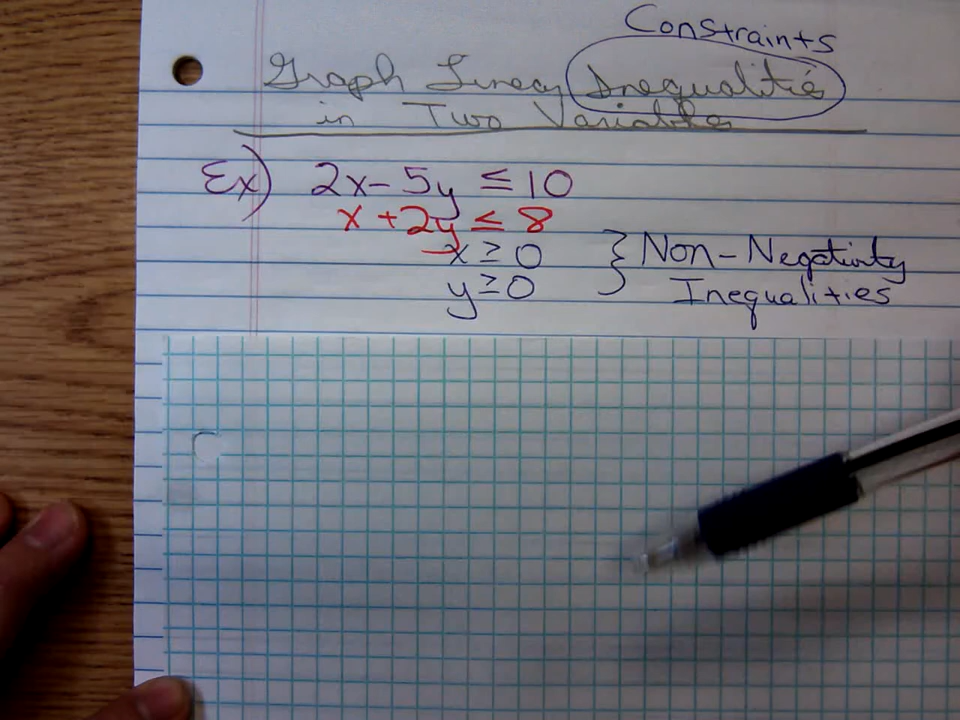 Constraints
Graph Linear Inequalities
in Two Variables
Ex) 2x - 5y ≤ 10
x + 2y ≤ 8
x ≥ 0
y ≥ 0
} Non-Negativity
Inequalities